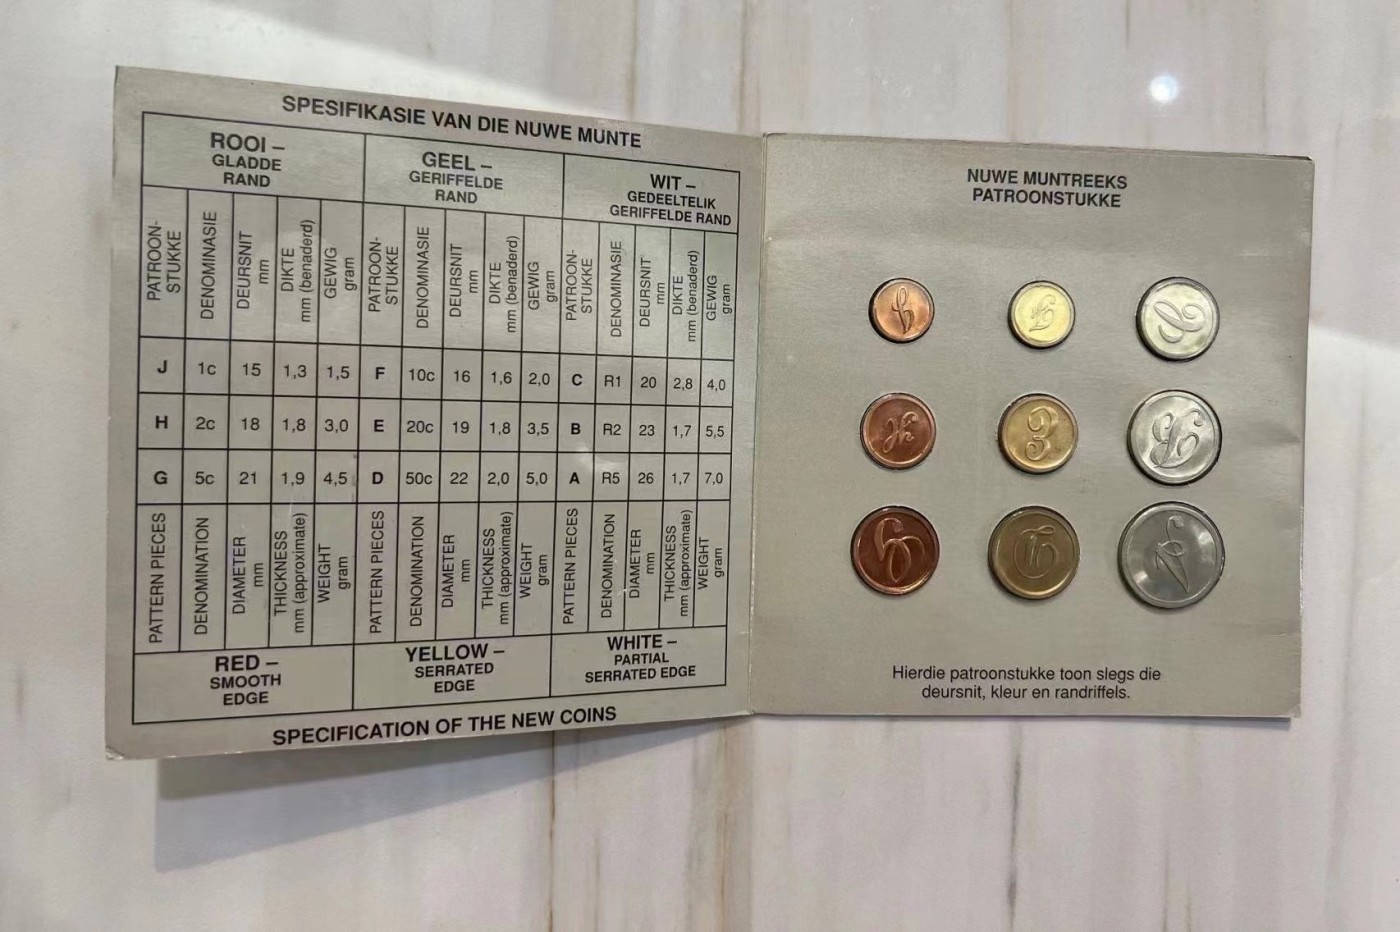 SPESIFIKASIE VAN DIE NUWE MUNTE
ROOI –
GLADDE
RAND
GEEL –
GERIFFELDE
RAND
WIT –
GEDEELTELIK
GERIFFELDE RAND
PATROON-
STUKKE
DENOMINASIE
DEURSNIT
mm
DIKTE
mm (benaderd)
GEWIG
gram
PATROON-
STUKKE
DENOMINASIE
DEURSNIT
mm
DIKTE
mm (benaderd)
GEWIG
gram
PATROON-
STUKKE
DENOMINASIE
DEURSNIT
mm
DIKTE
mm (benaderd)
GEWIG
gram
J 1c 15 1,3 1,5 F 10c 16 1,6 2,0 C R1 20 2,8 4,0
H 2c 18 1,8 3,0 E 20c 19 1,8 3,5 B R2 23 1,7 5,5
G 5c 21 1,9 4,5 D 50c 22 2,0 5,0 A R5 26 1,7 7,0
PATTERN PIECES
DENOMINATION
DIAMETER
mm
THICKNESS
mm (approximate)
WEIGHT
gram
PATTERN PIECES
DENOMINATION
DIAMETER
mm
THICKNESS
mm (approximate)
WEIGHT
gram
PATTERN PIECES
DENOMINATION
DIAMETER
mm
THICKNESS
mm (approximate)
WEIGHT
gram
RED –
SMOOTH
EDGE
YELLOW –
SERRATED
EDGE
WHITE –
PARTIAL
SERRATED EDGE
SPECIFICATION OF THE NEW COINS
NUWE MUNTREEKS
PATROONSTUKKE
Hierdie patroonstukke toon slegs die
deursnit, kleur en randriffels.